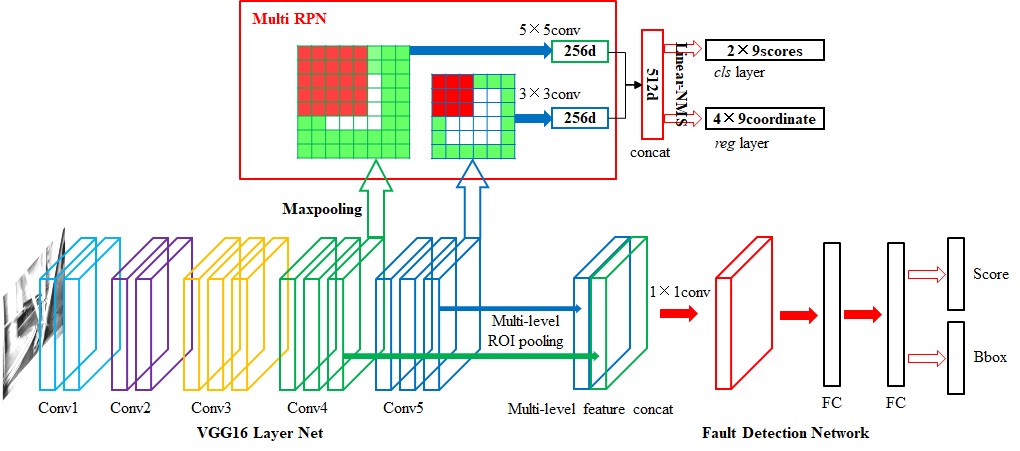 Multi RPN
5×5conv
256d
3×3conv
256d
512d
concat
Linear-NMS
2×9scores
cls layer
4×9coordinate
reg layer
Maxpooling
Multi-level
ROI pooling
1×1conv
Score
Bbox
Conv1
Conv2
Conv3
Conv4
Conv5
Multi-level feature concat
FC
FC
VGG16 Layer Net
Fault Detection Network